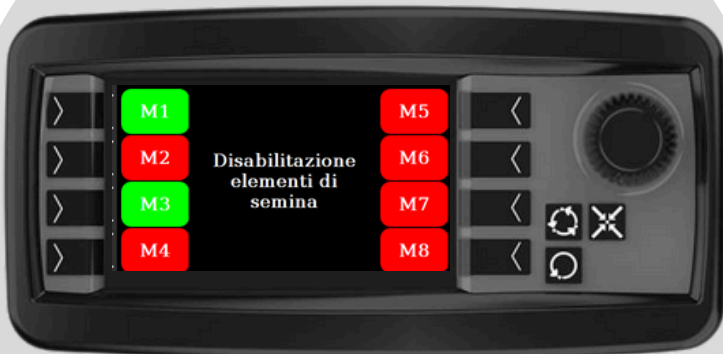 M1
M2
M3
M4
Disabilitazione
elementi di
semina
M5
M6
M7
M8